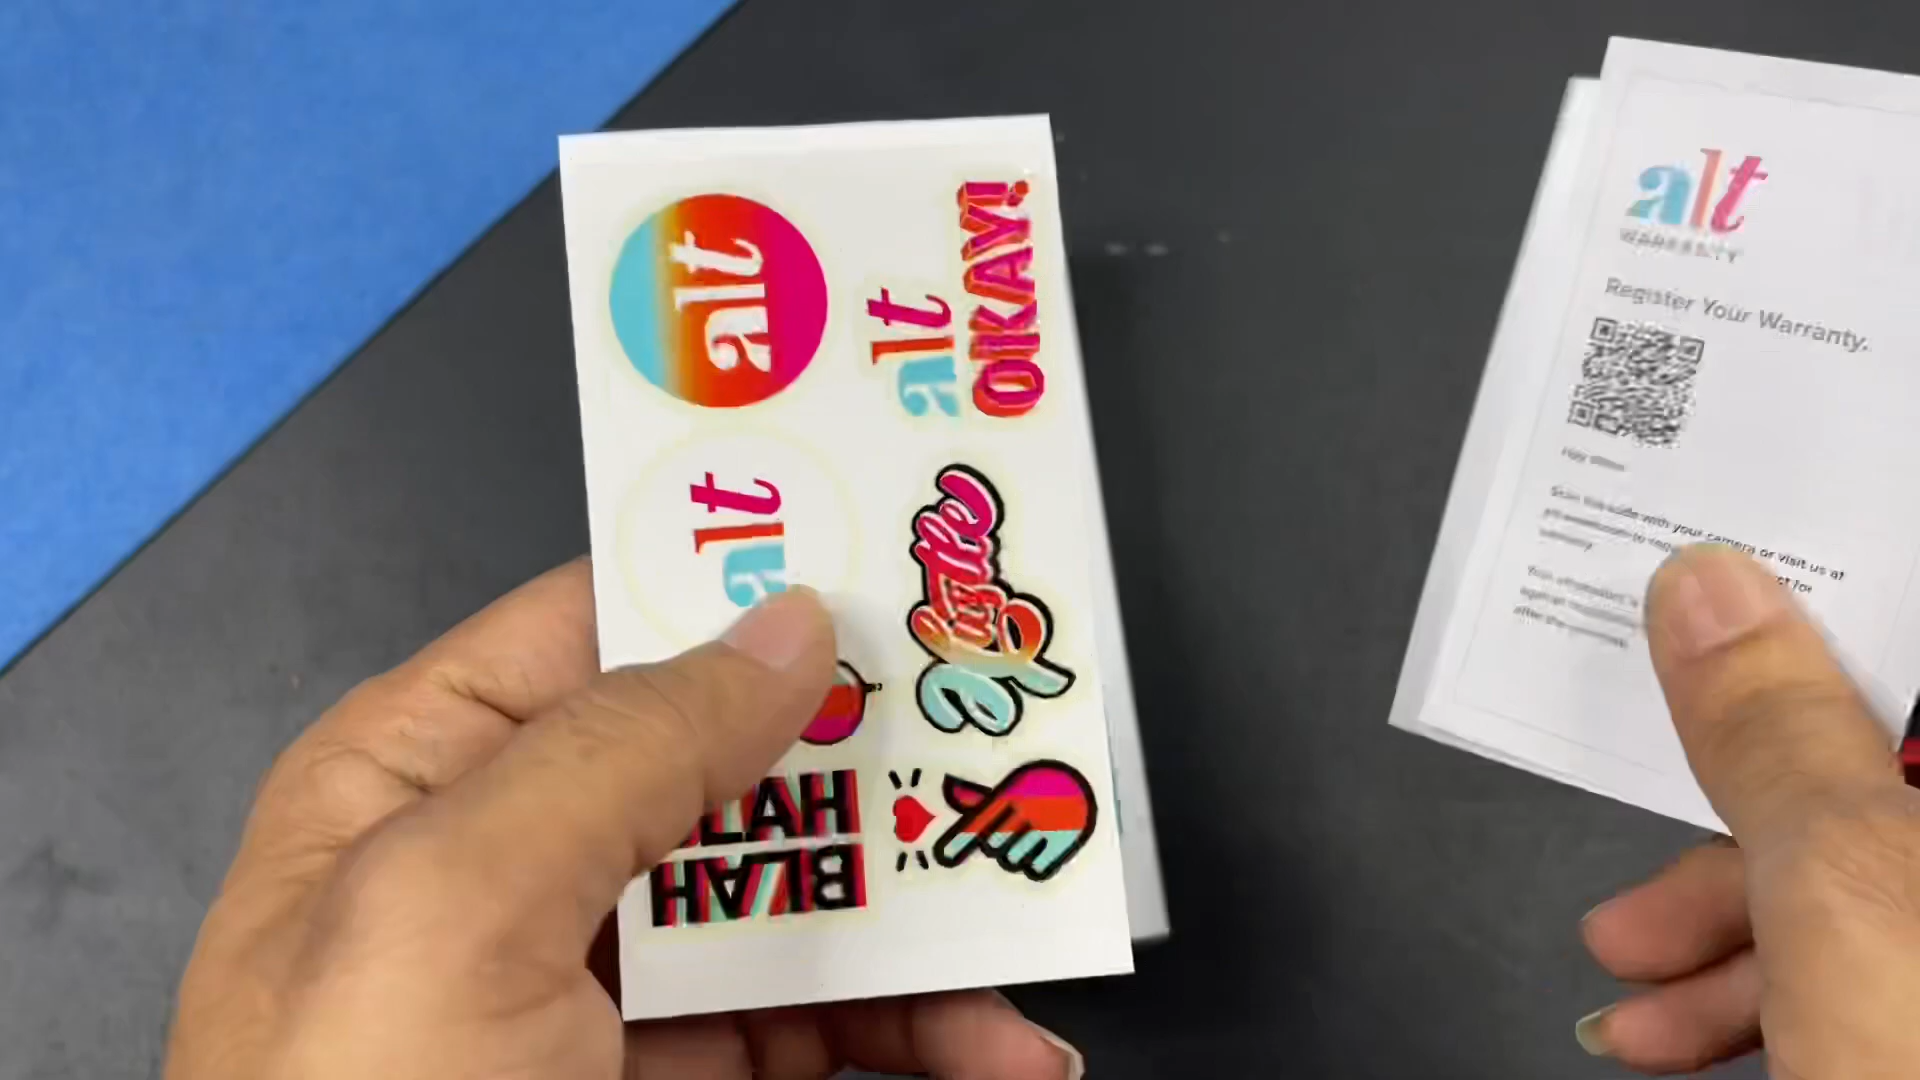 alt
alt
OKAY!
alt
Hustle
BLAH
BLAH
alt
WARRANTY
Register Your Warranty.
Scan this code with your camera or visit us at